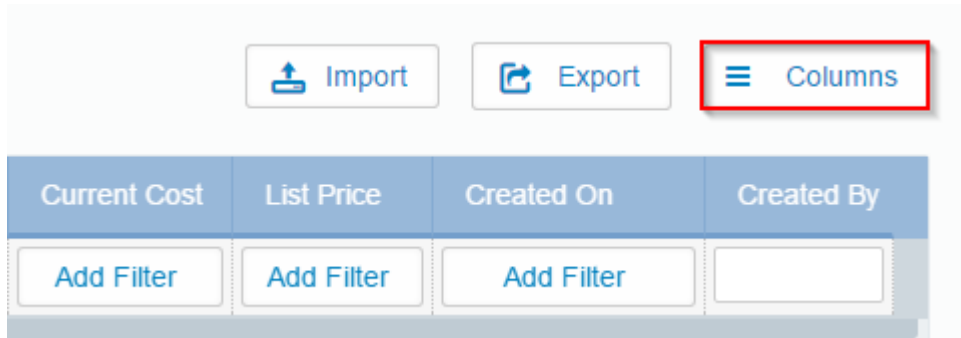 Import Export Columns
Current Cost List Price Created On Created By
Add Filter Add Filter Add Filter